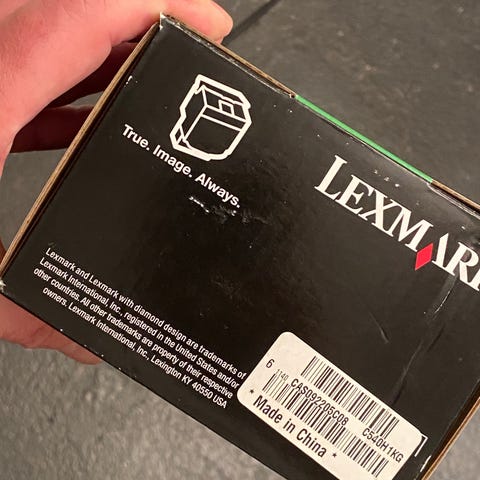 True. Image. Always.
LEXMARK
Lexmark and Lexmark with diamond design are trademarks of
Lexmark International, Inc., registered in the United States and/or
other countries. All other trademarks are property of their respective
owners. Lexmark International, Inc., Lexington KY 40550 USA
6
CAS092205C08
C540H1KG
* Made in China *